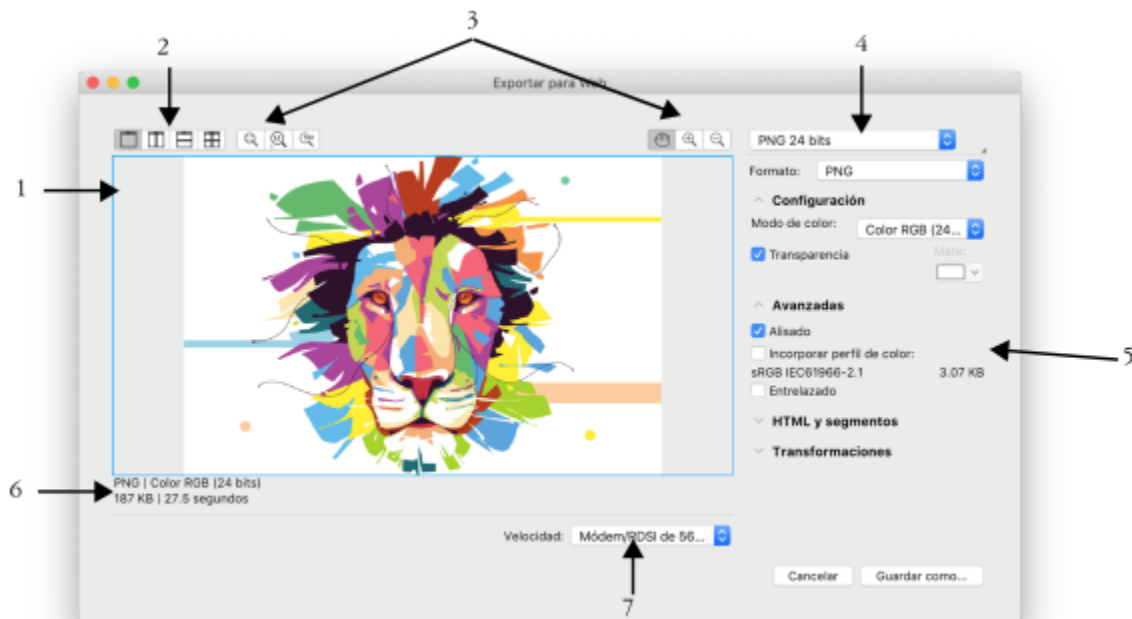 3
2
4
Exportar para Web
PNG 24 bits
1
Formato: PNG
Configuración
Modo de color: Color RGB (24...
Transparencia
Mate:
Avanzadas
Alisado
Incorporar perfil de color:
5
sRGB IEC61966-2.1 3.07 KB
Entrelazado
HTML y segmentos
Transformaciones
PNG | Color RGB (24 bits)
6
187 KB | 27.5 segundos
Velocidad: Módem/RDSI de 56...
Cancelar Guardar como...
7